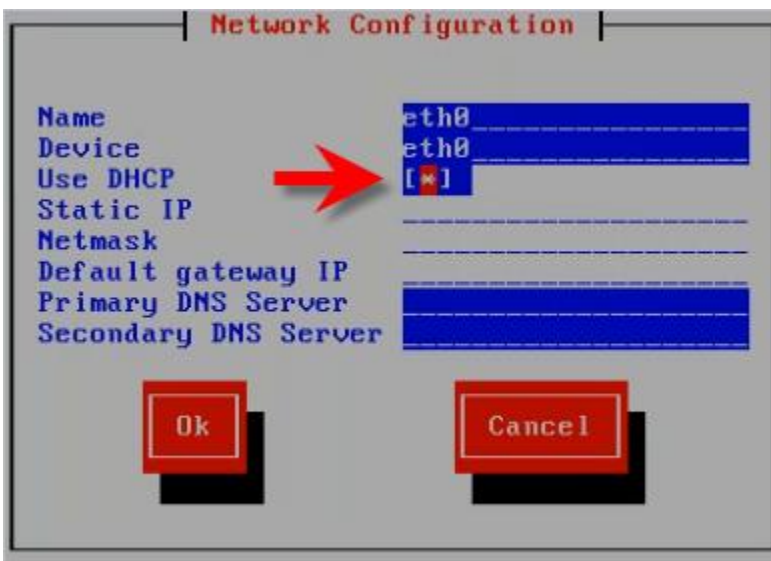 Network Configuration
Name eth0
Device eth0
Use DHCP [*]
Static IP
Netmask
Default gateway IP
Primary DNS Server
Secondary DNS Server
Ok Cancel